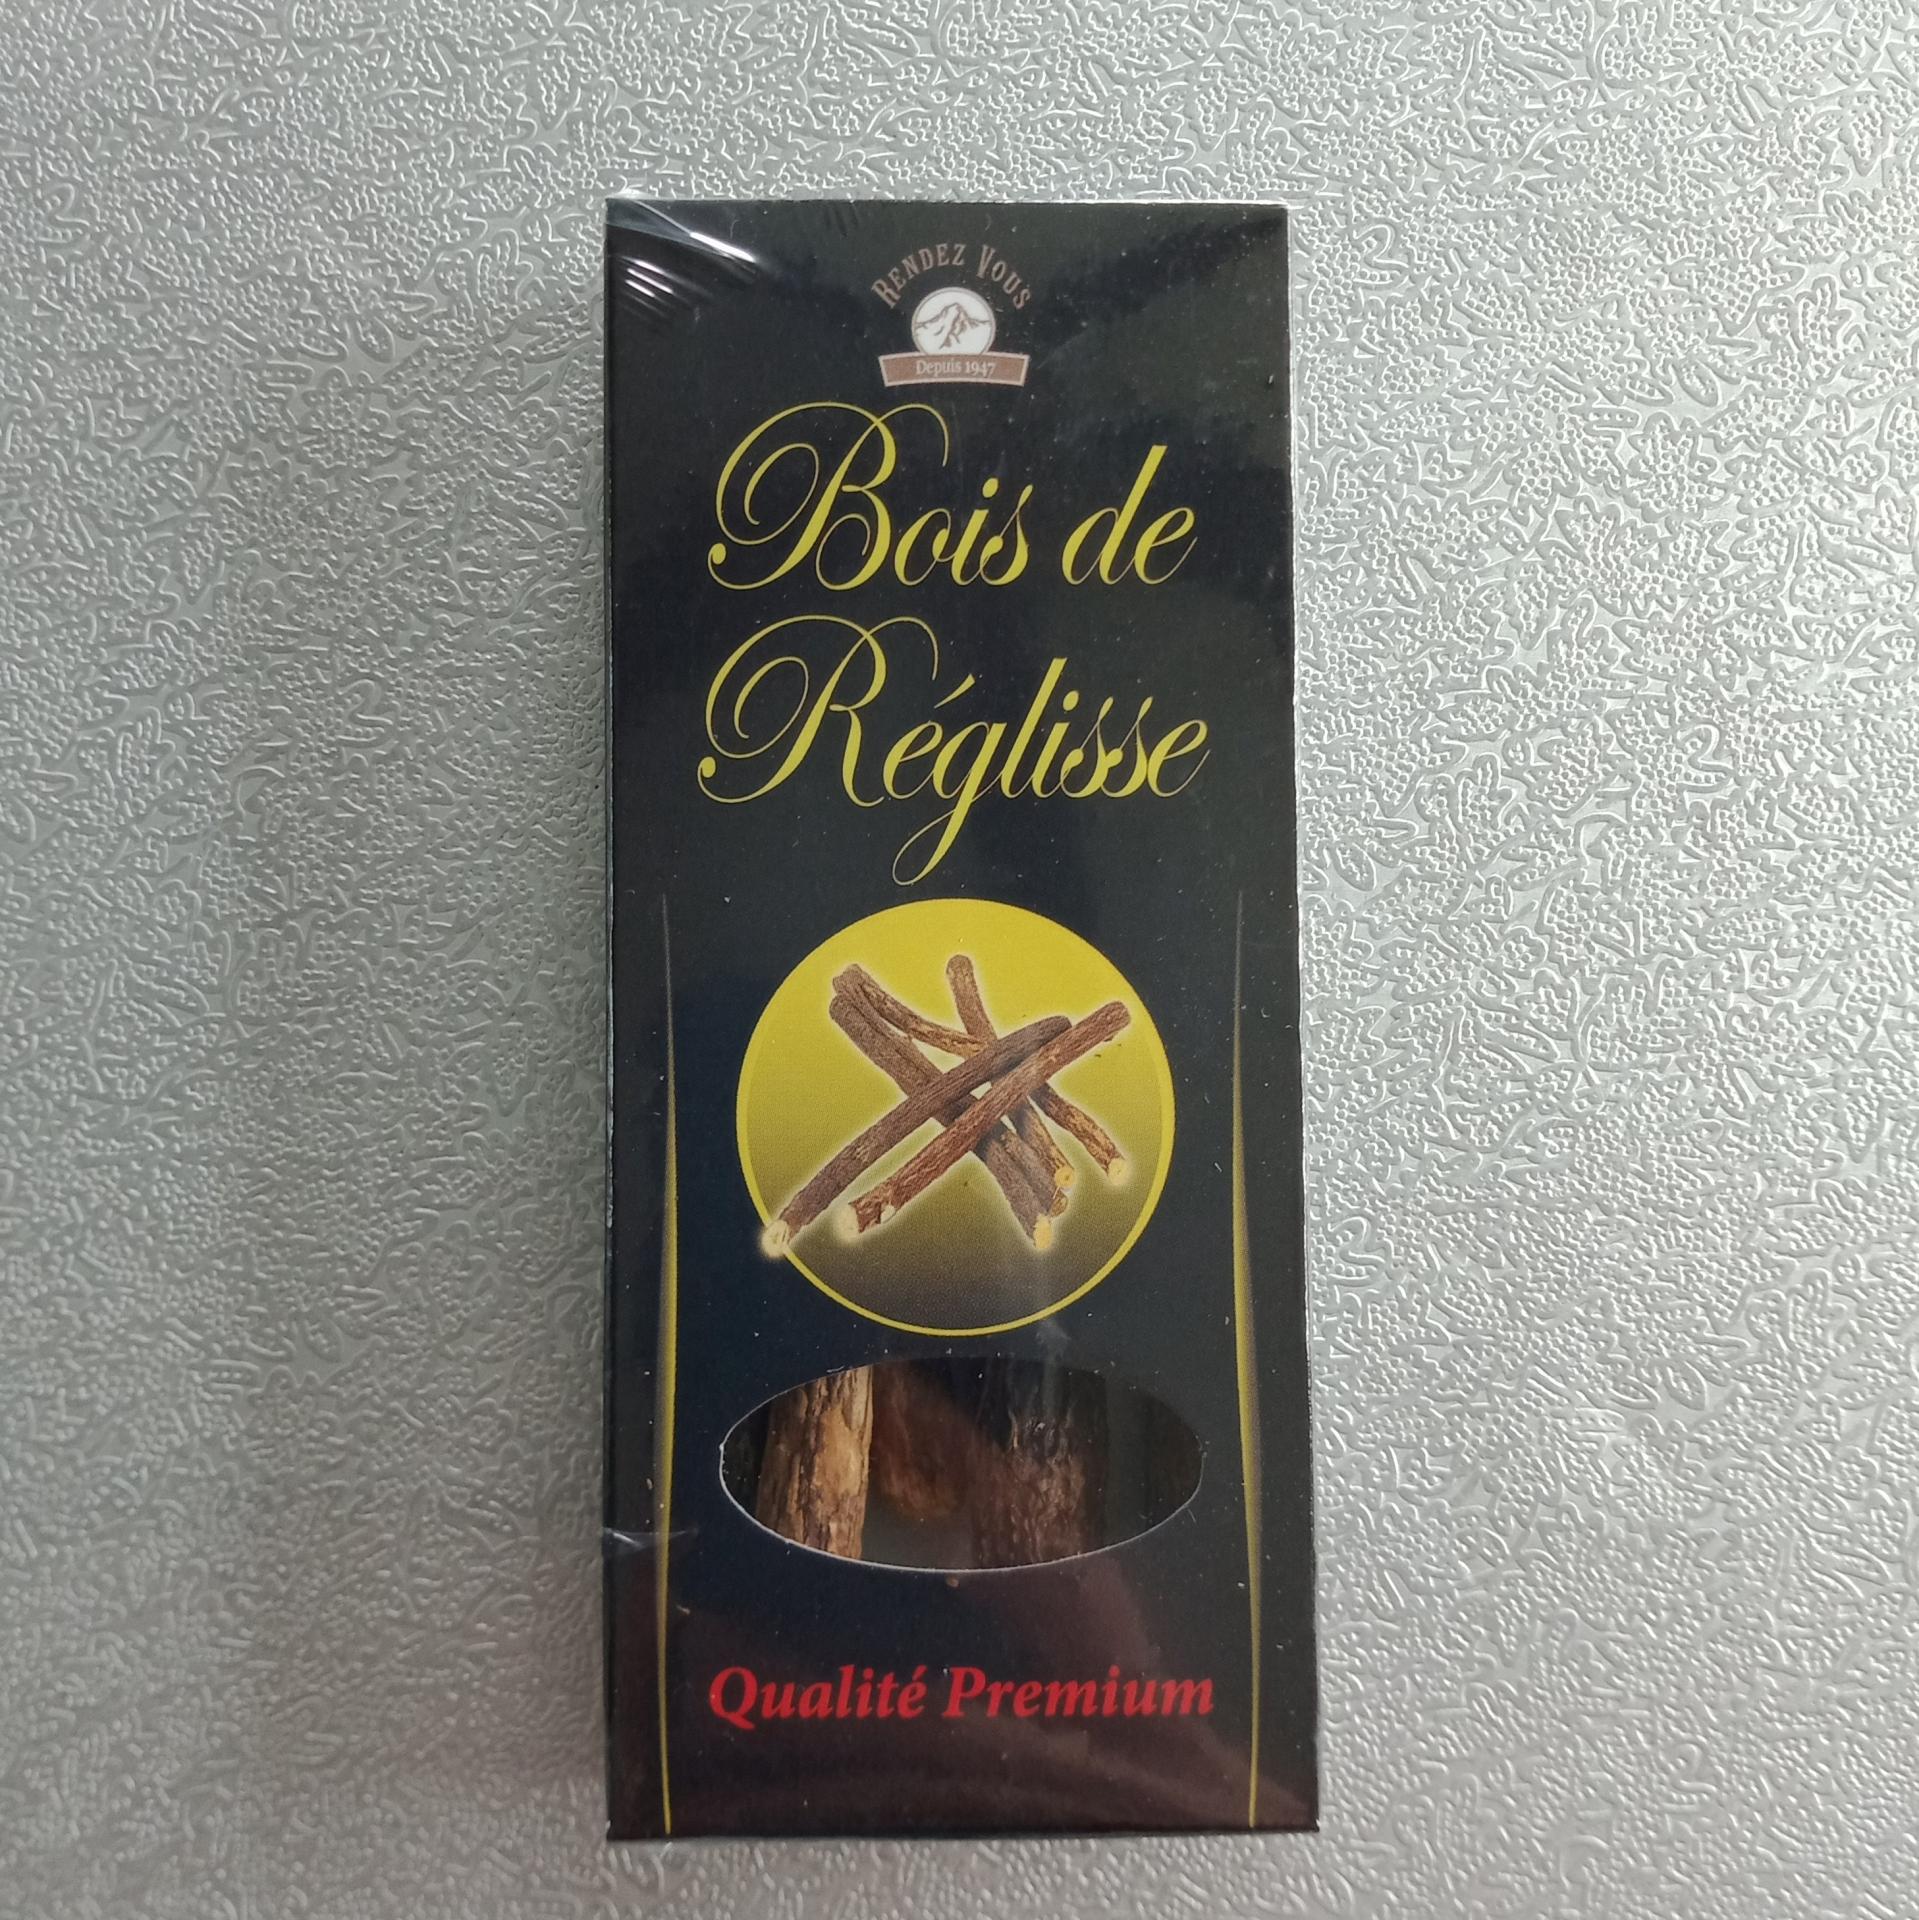 RENDEZ VOUS
Depuis 1947
Bois de
Réglisse
Qualité Premium